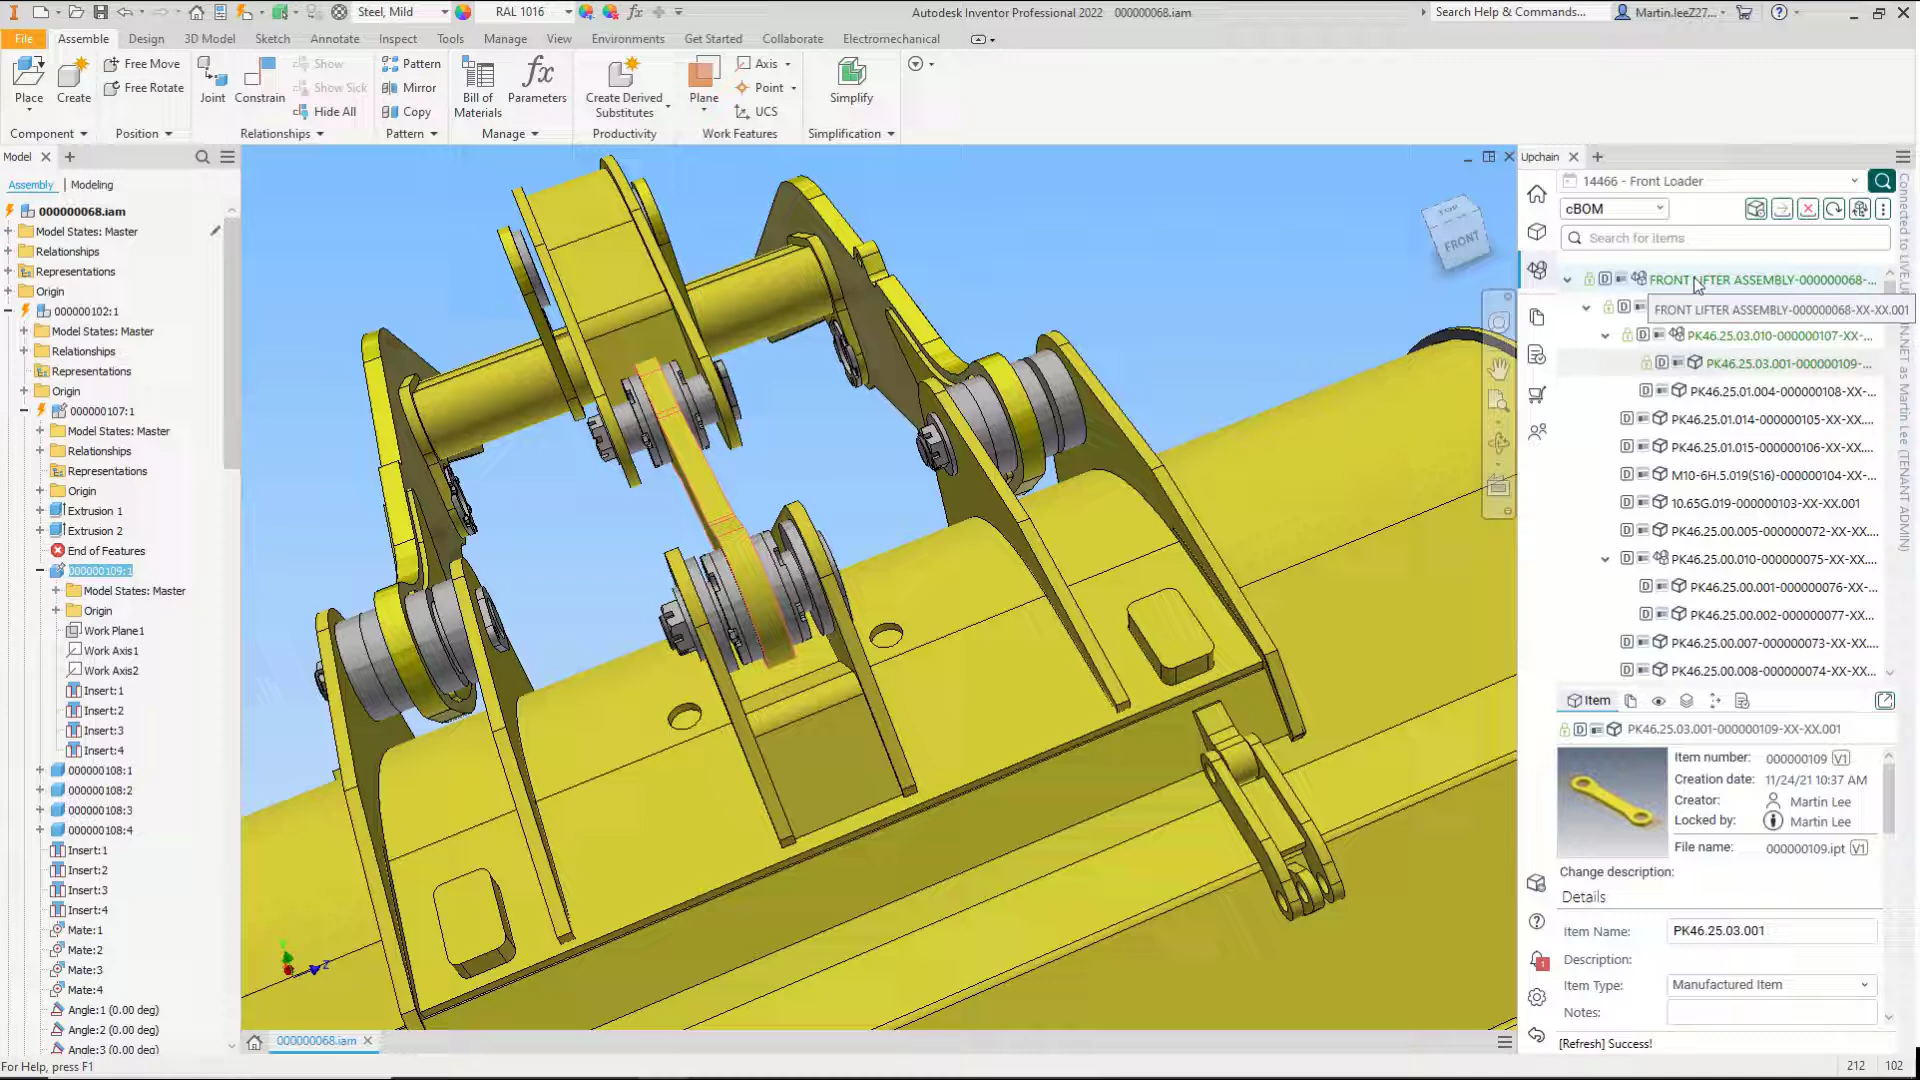 Steel, Mild
RAL 1016
Autodesk Inventor Professional 2022 000000068.iam
Search Help & Commands...
Martin.leeZ27...
File
Assemble
Design
3D Model
Sketch
Annotate
Inspect
Tools
Manage
View
Environments
Get Started
Collaborate
Electromechanical
Place
Create
Free Move
Free Rotate
Joint
Constrain
Show
Show Sick
Hide All
Pattern
Mirror
Copy
Bill of
Materials
fx
Parameters
Create Derived
Substitutes
Plane
Axis
Point
UCS
Simplify
Component
Position
Relationships
Pattern
Manage
Productivity
Work Features
Simplification
Model
Assembly
Modeling
000000068.iam
Model States: Master
Relationships
Representations
Origin
000000102:1
Model States: Master
Relationships
Representations
Origin
000000107:1
Model States: Master
Relationships
Representations
Origin
Extrusion 1
Extrusion 2
End of Features
000000109:1
Model States: Master
Origin
Work Plane1
Work Axis1
Work Axis2
Insert:1
Insert:2
Insert:3
Insert:4
000000108:1
000000108:2
000000108:3
000000108:4
Insert:1
Insert:2
Insert:3
Insert:4
Mate:1
Mate:2
Mate:3
Mate:4
Angle:1 (0.00 deg)
Angle:2 (0.00 deg)
Angle:3 (0.00 deg)
For Help, press F1
TOP
FRONT
Z
000000068.iam
Upchain
14466 - Front Loader
cBOM
Search for items
FRONT LIFTER ASSEMBLY-000000068-...
FRONT LIFTER ASSEMBLY-000000068-XX-XX.001
PK46.25.03.010-000000107-XX-...
PK46.25.03.001-000000109-...
PK46.25.01.004-000000108-XX-...
PK46.25.01.014-000000105-XX-XX....
PK46.25.01.015-000000106-XX-XX....
M10-6H.5.019(S16)-000000104-XX-...
10.65G.019-000000103-XX-XX.001
PK46.25.00.005-000000072-XX-XX....
PK46.25.00.010-000000075-XX-XX....
PK46.25.00.001-000000076-XX-...
PK46.25.00.002-000000077-XX-...
PK46.25.00.007-000000073-XX-XX....
PK46.25.00.008-000000074-XX-XX....
Item
PK46.25.03.001-000000109-XX-XX.001
Item number: 000000109 V1
Creation date: 11/24/21 10:37 AM
Creator: Martin Lee
Locked by: Martin Lee
File name: 000000109.ipt V1
Change description:
Details
Item Name: PK46.25.03.001
Description:
Item Type: Manufactured Item
Notes:
[Refresh] Success!
212 102